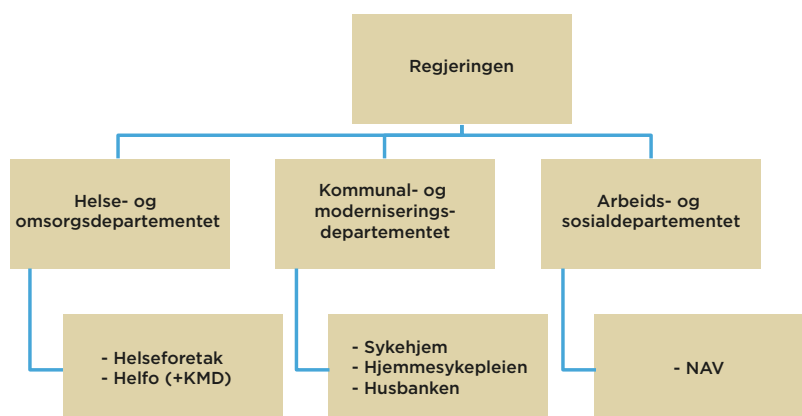 Regjeringen
Helse- og
omsorgsdepartementet
Kommunal- og
moderniserings-
departementet
Arbeids- og
sosialdepartementet
- Helseforetak
- Helfo (+KMD)
- Sykehjem
- Hjemmesykepleien
- Husbanken
- NAV